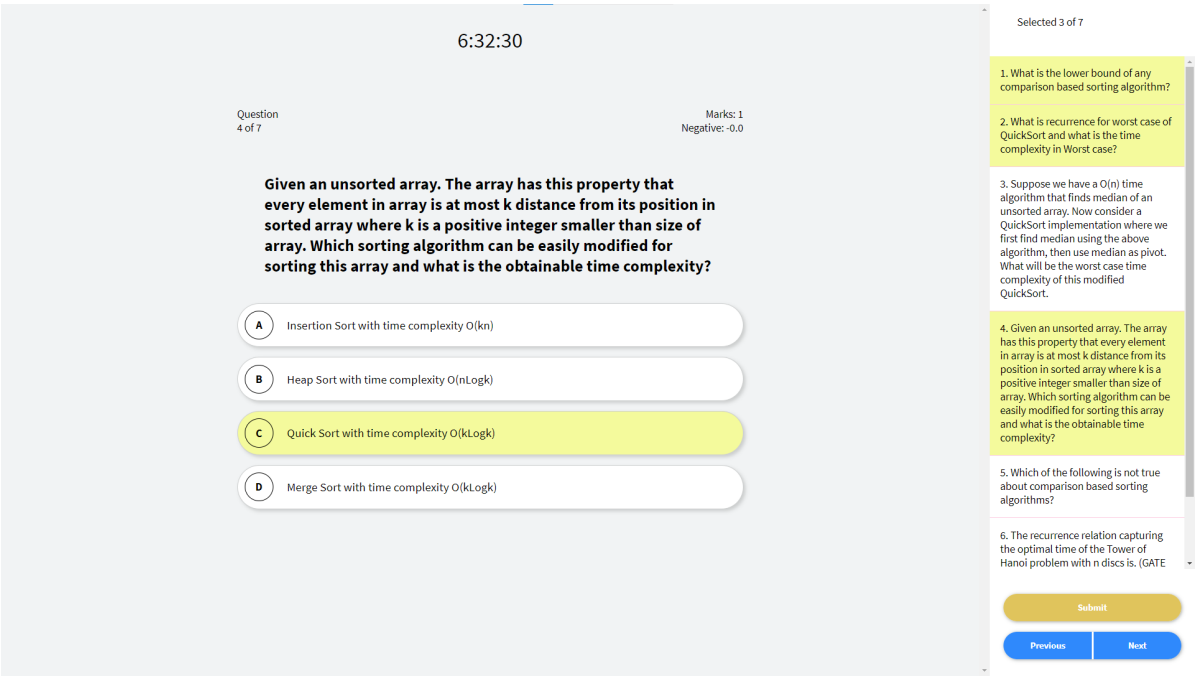 6:32:30
Question
4 of 7
Marks: 1
Negative: -0.0
Given an unsorted array. The array has this property that
every element in array is at most k distance from its position in
sorted array where k is a positive integer smaller than size of
array. Which sorting algorithm can be easily modified for
sorting this array and what is the obtainable time complexity?
A
Insertion Sort with time complexity O(kn)
B
Heap Sort with time complexity O(nLogk)
C
Quick Sort with time complexity O(kLogk)
D
Merge Sort with time complexity O(kLogk)
Selected 3 of 7
1. What is the lower bound of any
comparison based sorting algorithm?
2. What is recurrence for worst case of
QuickSort and what is the time
complexity in Worst case?
3. Suppose we have a O(n) time
algorithm that finds median of an
unsorted array. Now consider a
QuickSort implementation where we
first find median using the above
algorithm, then use median as pivot.
What will be the worst case time
complexity of this modified
QuickSort.
4. Given an unsorted array. The array
has this property that every element
in array is at most k distance from its
position in sorted array where k is a
positive integer smaller than size of
array. Which sorting algorithm can be
easily modified for sorting this array
and what is the obtainable time
complexity?
5. Which of the following is not true
about comparison based sorting
algorithms?
6. The recurrence relation capturing
the optimal time of the Tower of
Hanoi problem with n discs is. (GATE
Submit
Previous
Next